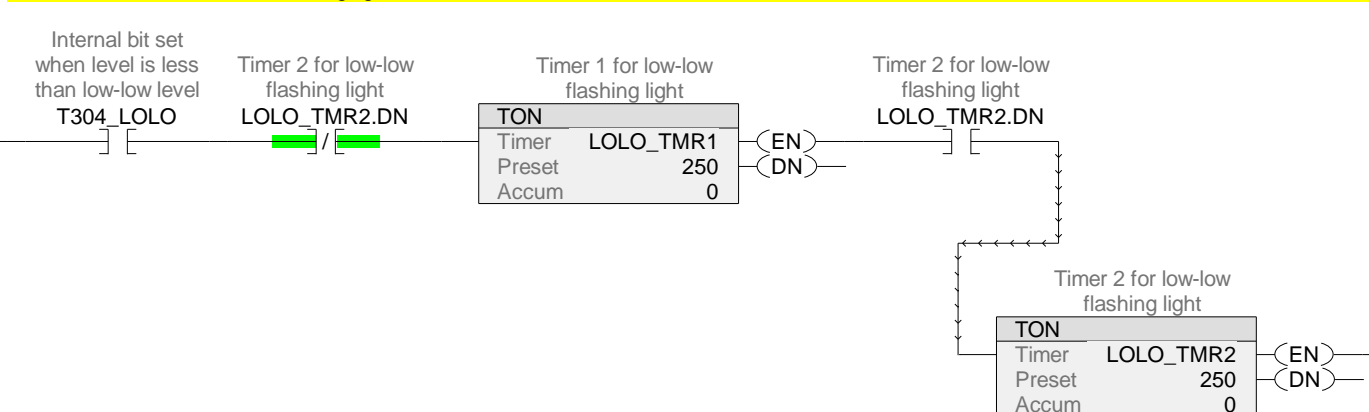 Internal bit set
when level is less
than low-low level
T304_LOLO
Timer 2 for low-low
flashing light
LOLO_TMR2.DN
/
Timer 1 for low-low
flashing light
TON
Timer LOLO_TMR1
Preset 250
Accum 0
EN
DN
Timer 2 for low-low
flashing light
LOLO_TMR2.DN
Timer 2 for low-low
flashing light
TON
Timer LOLO_TMR2
Preset 250
Accum 0
EN
DN